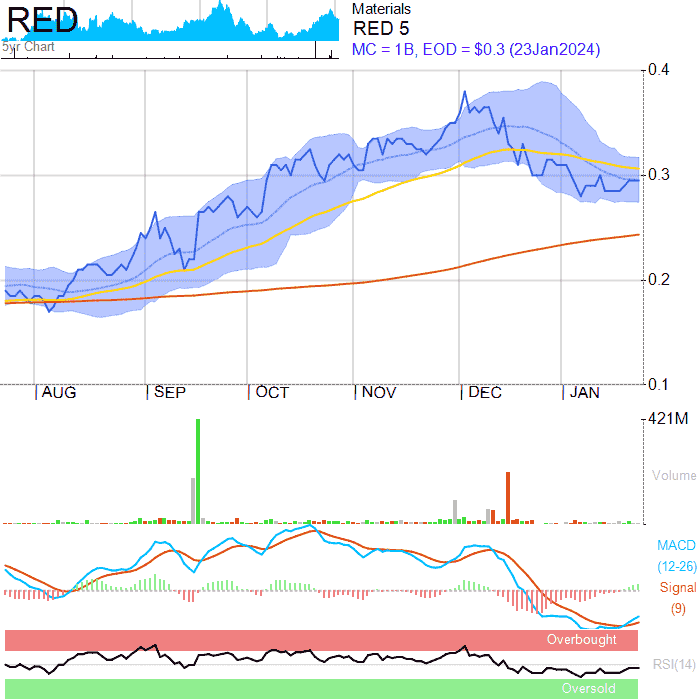 RED
5yr Chart
Materials
RED 5
MC = 1B, EOD = $0.3 (23Jan2024)
0.4
0.3
0.2
0.1
AUG SEP OCT NOV DEC JAN
421M
Volume
MACD
(12-26)
Signal
(9)
Overbought
RSI(14)
Oversold